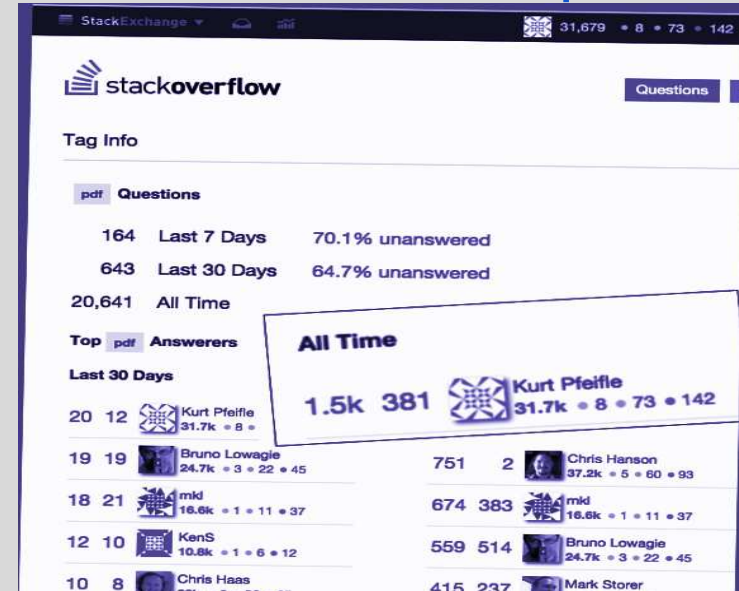 StackExchange
31,679 8 73 142
stackoverflow
Questions
Tag Info
pdf Questions
164 Last 7 Days 70.1% unanswered
643 Last 30 Days 64.7% unanswered
20,641 All Time
Top pdf Answerers
Last 30 Days
20 12 Kurt Pfeifle
31.7k 8
19 19 Bruno Lowagie
24.7k 3 22 45
18 21 mkl
16.6k 1 11 37
12 10 KenS
10.8k 1 6 12
10 8 Chris Haas
All Time
1.5k 381 Kurt Pfeifle
31.7k 8 73 142
751 2 Chris Hanson
37.2k 5 60 93
674 383 mkl
16.6k 1 11 37
559 514 Bruno Lowagie
24.7k 3 22 45
415 237 Mark Storer